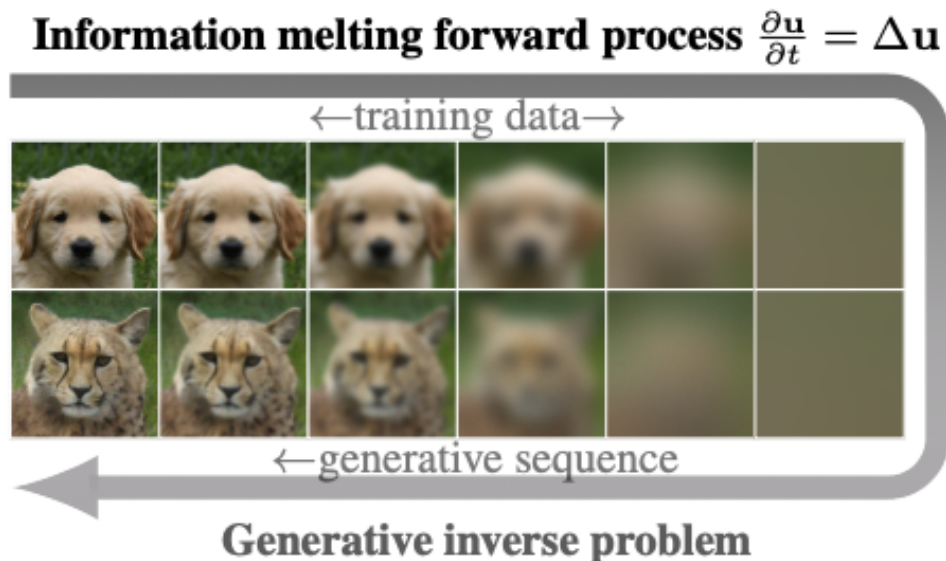 Information melting forward process ∂u/∂t = Δu
←training data→
←generative sequence
Generative inverse problem